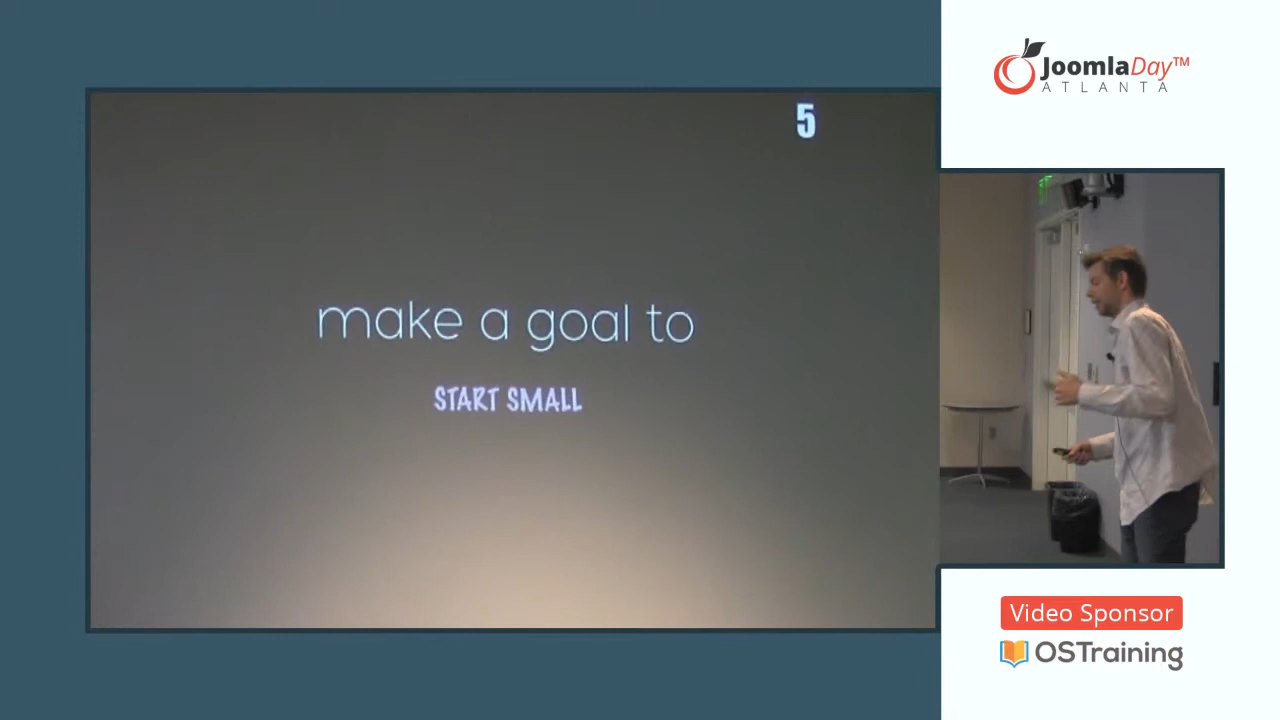 5
make a goal to
START SMALL
JoomlaDay™
ATLANTA
Video Sponsor
OSTraining